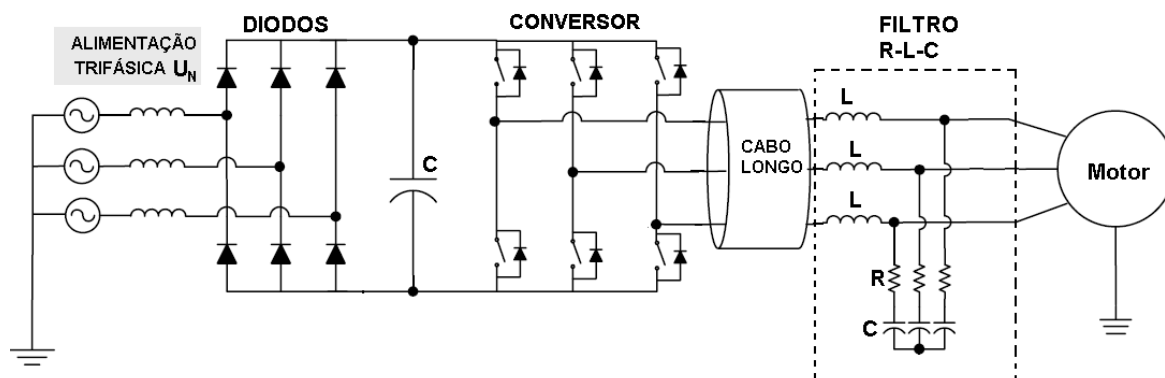 DIODOS
CONVERSOR
FILTRO
R-L-C
ALIMENTAÇÃO
TRIFÁSICA UN
C
CABO
LONGO
L
L
L
R
C
Motor